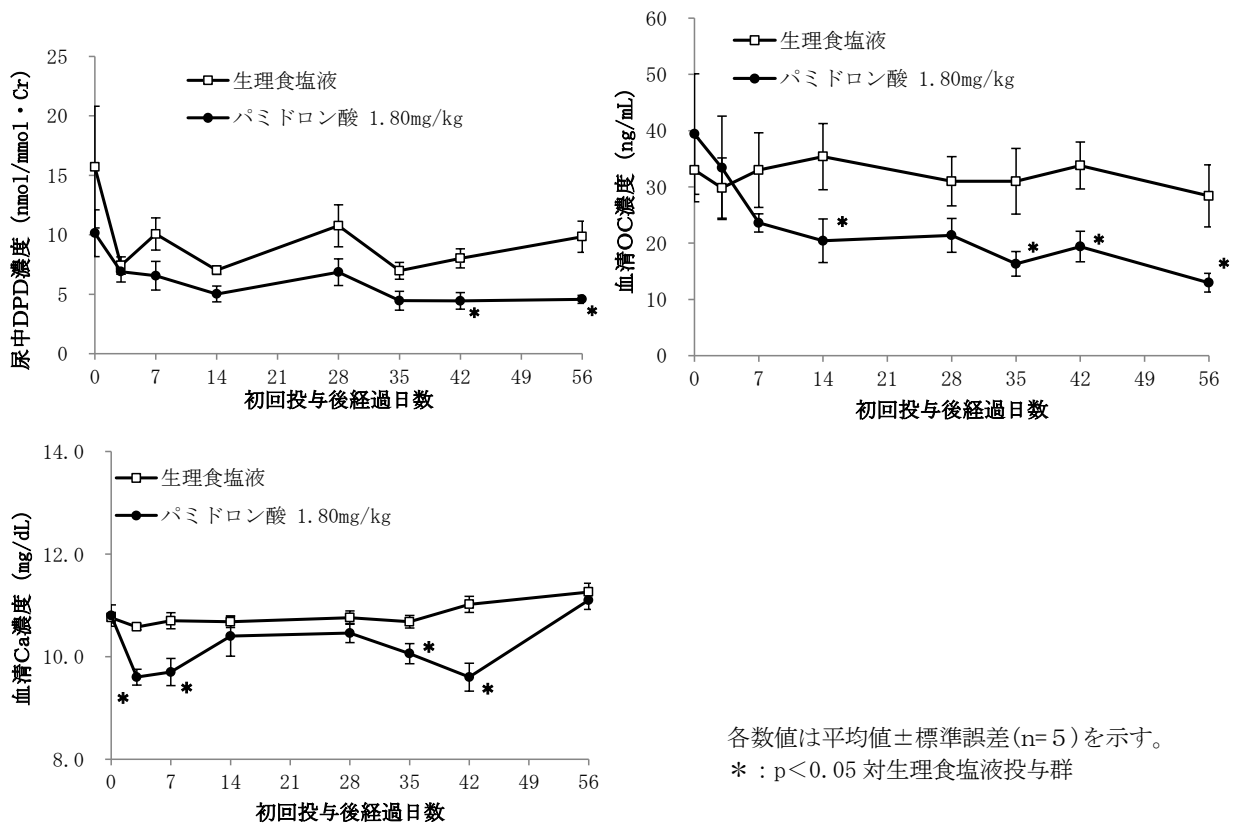 尿中DPD濃度 (nmol/mmol・Cr)
25
20
15
10
5
0
生理食塩液
パミドロン酸 1.80mg/kg
*
*
0 7 14 21 28 35 42 49 56
初回投与後経過日数
血清OC濃度 (ng/mL)
60
50
40
30
20
10
0
生理食塩液
パミドロン酸 1.80mg/kg
*
*
*
*
0 7 14 21 28 35 42 49 56
初回投与後経過日数
血清Ca濃度 (mg/dL)
14.0
12.0
10.0
8.0
生理食塩液
パミドロン酸 1.80mg/kg
*
*
*
*
0 7 14 21 28 35 42 49 56
初回投与後経過日数
各数値は平均値±標準誤差(n=5)を示す。
*：p＜0.05 対生理食塩液投与群